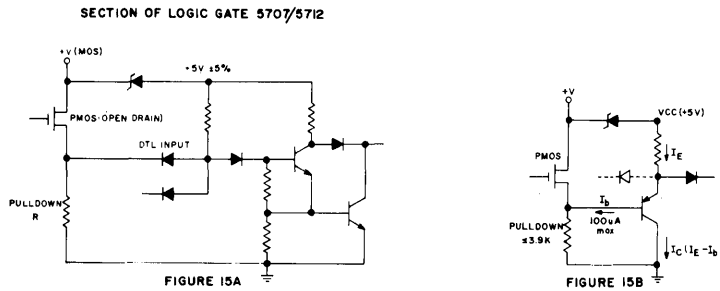 SECTION OF LOGIC GATE 5707/5712
+V (MOS)
+5V ±5%
PMOS-OPEN DRAIN)
DTL INPUT
PULLDOWN
R
FIGURE 15A
+V
VCC (+5V)
PMOS
IE
Ib
100uA
max
PULLDOWN
≤3.9K
IC (IE -Ib
FIGURE 15B